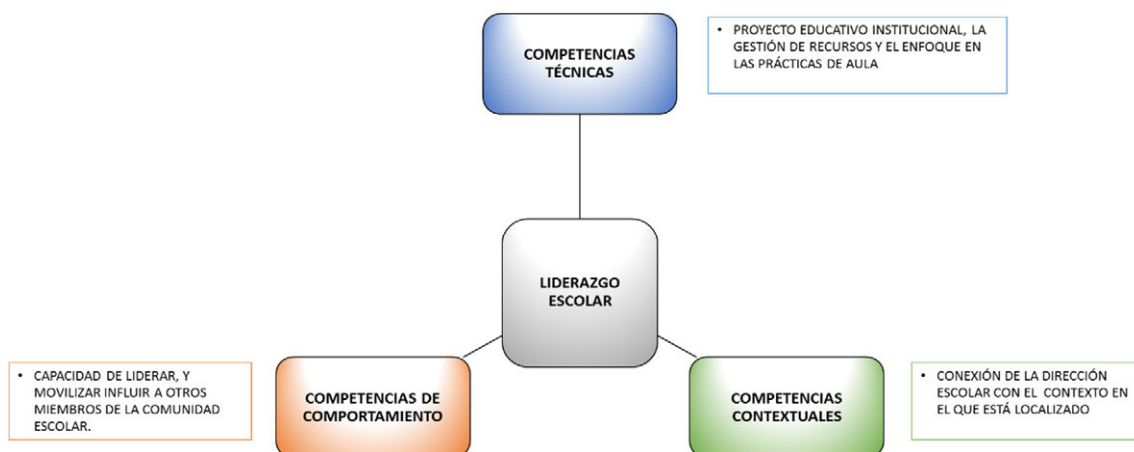 COMPETENCIAS
TÉCNICAS
• PROYECTO EDUCATIVO INSTITUCIONAL, LA
GESTIÓN DE RECURSOS Y EL ENFOQUE EN
LAS PRÁCTICAS DE AULA
LIDERAZGO
ESCOLAR
• CAPACIDAD DE LIDERAR, Y
MOVILIZAR INFLUIR A OTROS
MIEMBROS DE LA COMUNIDAD
ESCOLAR.
COMPETENCIAS DE
COMPORTAMIENTO
COMPETENCIAS
CONTEXTUALES
• CONEXIÓN DE LA DIRECCIÓN
ESCOLAR CON EL CONTEXTO EN
EL QUE ESTÁ LOCALIZADO